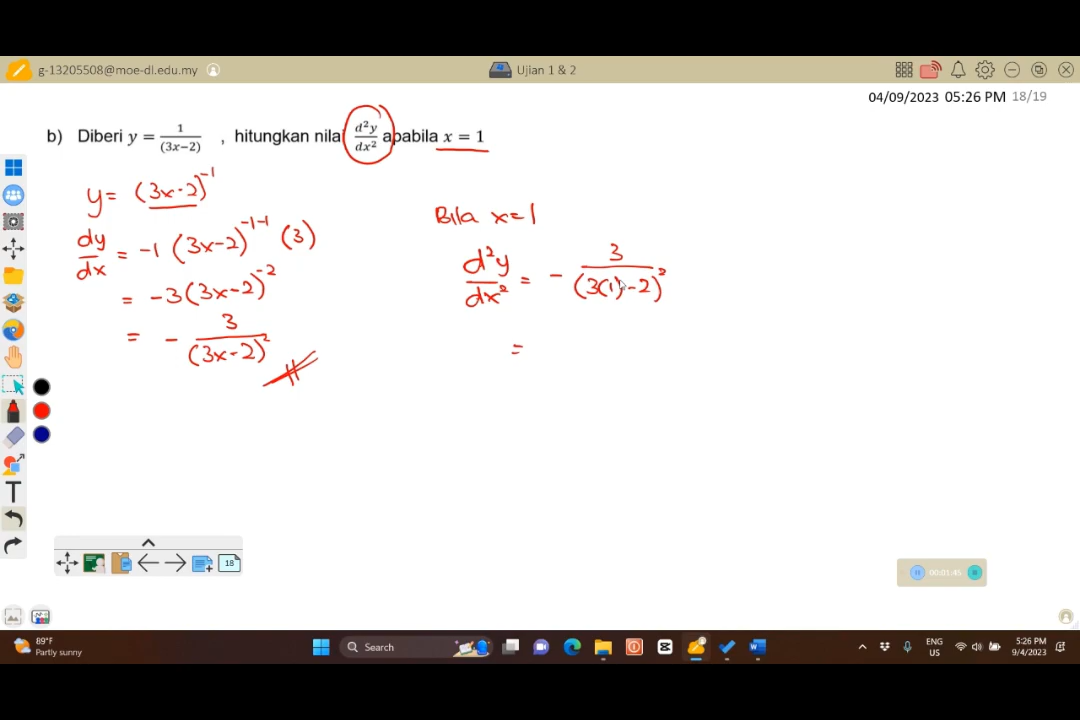 g-13205508@moe-dl.edu.my
Ujian 1 & 2
04/09/2023 05:26 PM 18/19
b) Diberi y = 1/(3x−2) , hitungkan nilai d²y/dx² apabila x = 1
y = (3x-2)⁻¹
dy/dx = -1 (3x-2)⁻¹⁻¹ (3)
= -3(3x-2)⁻²
= - 3/(3x-2)²
Bila x=1
d²y/dx² = - 3/(3(1)-2)²
=
T
18
00:01:45
89°F
Partly sunny
Search
ENG
US
5:26 PM
9/4/2023